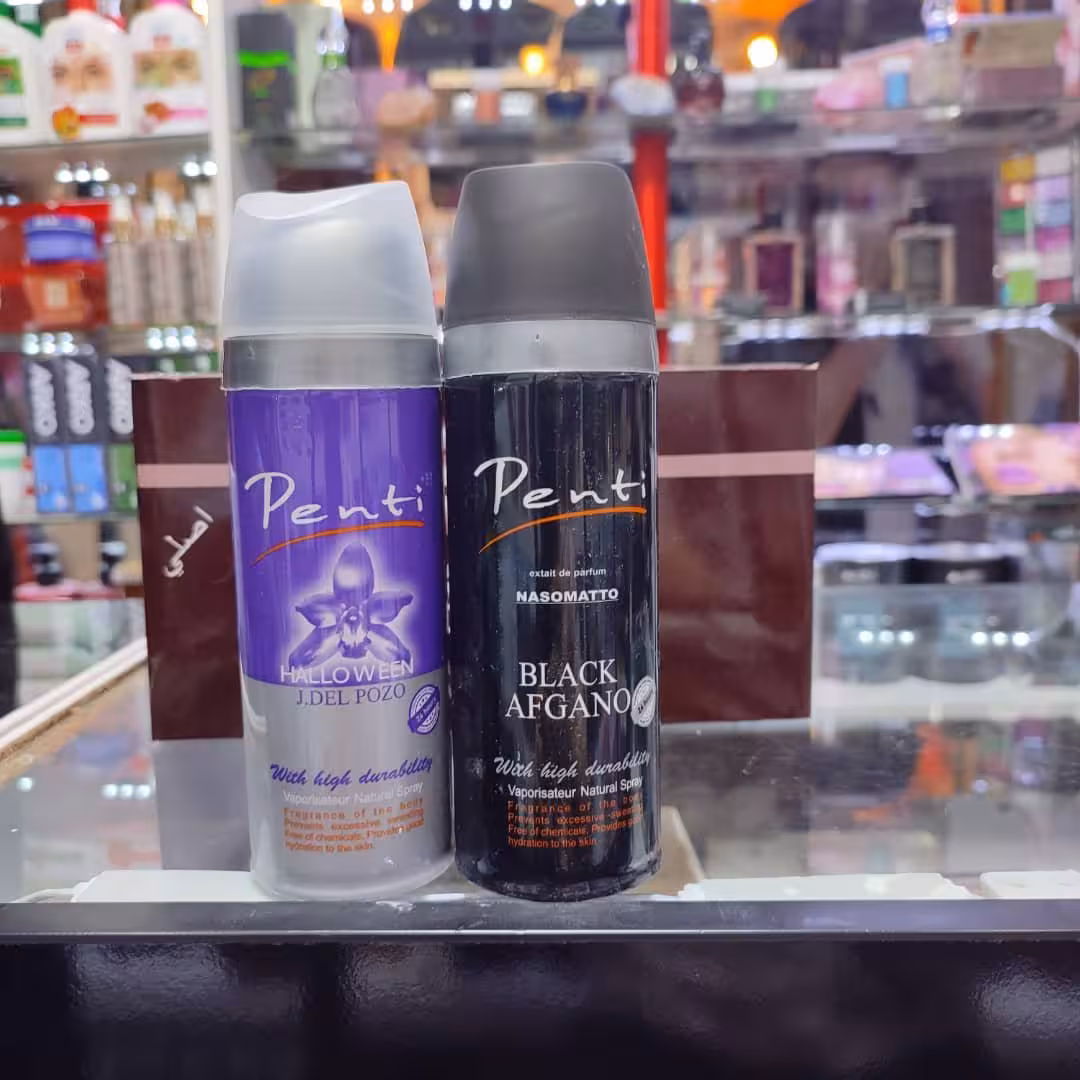 Penti
HALLOWEEN
J.DEL POZO
With high durability
Vaporisateur Natural Spray
Fragrance of the body
Prevents excessive sweating
Free of chemicals, Provides good
hydration to the skin.
Penti
extait de parfum
NASOMATTO
BLACK
AFGANO
With high durability
Vaporisateur Natural Spray
Fragrance of the body
Prevents excessive sweating
Free of chemicals, Provides good
hydration to the skin.
اصلی